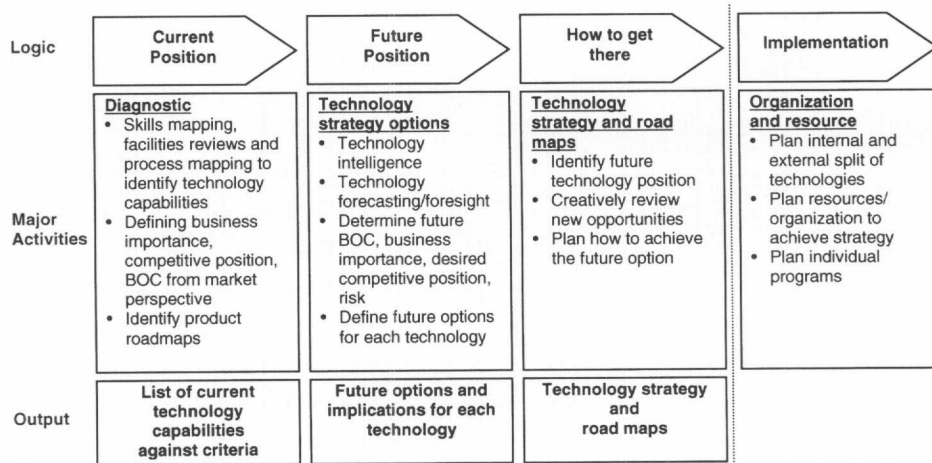 Logic
Current
Position
Future
Position
How to get
there
Implementation
Major
Activities
Diagnostic
• Skills mapping,
facilities reviews and
process mapping to
identify technology
capabilities
• Defining business
importance,
competitive position,
BOC from market
perspective
• Identify product
roadmaps
Technology
strategy options
• Technology
intelligence
• Technology
forecasting/foresight
• Determine future
BOC, business
importance, desired
competitive position,
risk
• Define future options
for each technology
Technology
strategy and road
maps
• Identify future
technology position
• Creatively review
new opportunities
• Plan how to achieve
the future option
Organization
and resource
• Plan internal and
external split of
technologies
• Plan resources/
organization to
achieve strategy
• Plan individual
programs
Output
List of current
technology
capabilities
against criteria
Future options and
implications for each
technology
Technology strategy
and
road maps